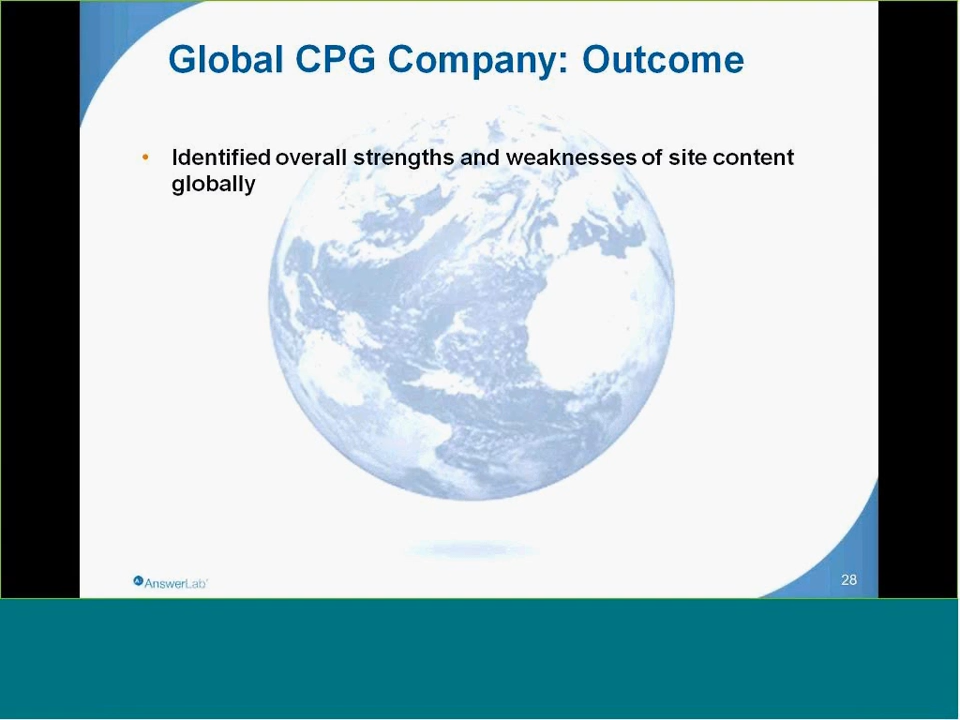 Global CPG Company: Outcome
• Identified overall strengths and weaknesses of site content
globally
AnswerLab
28